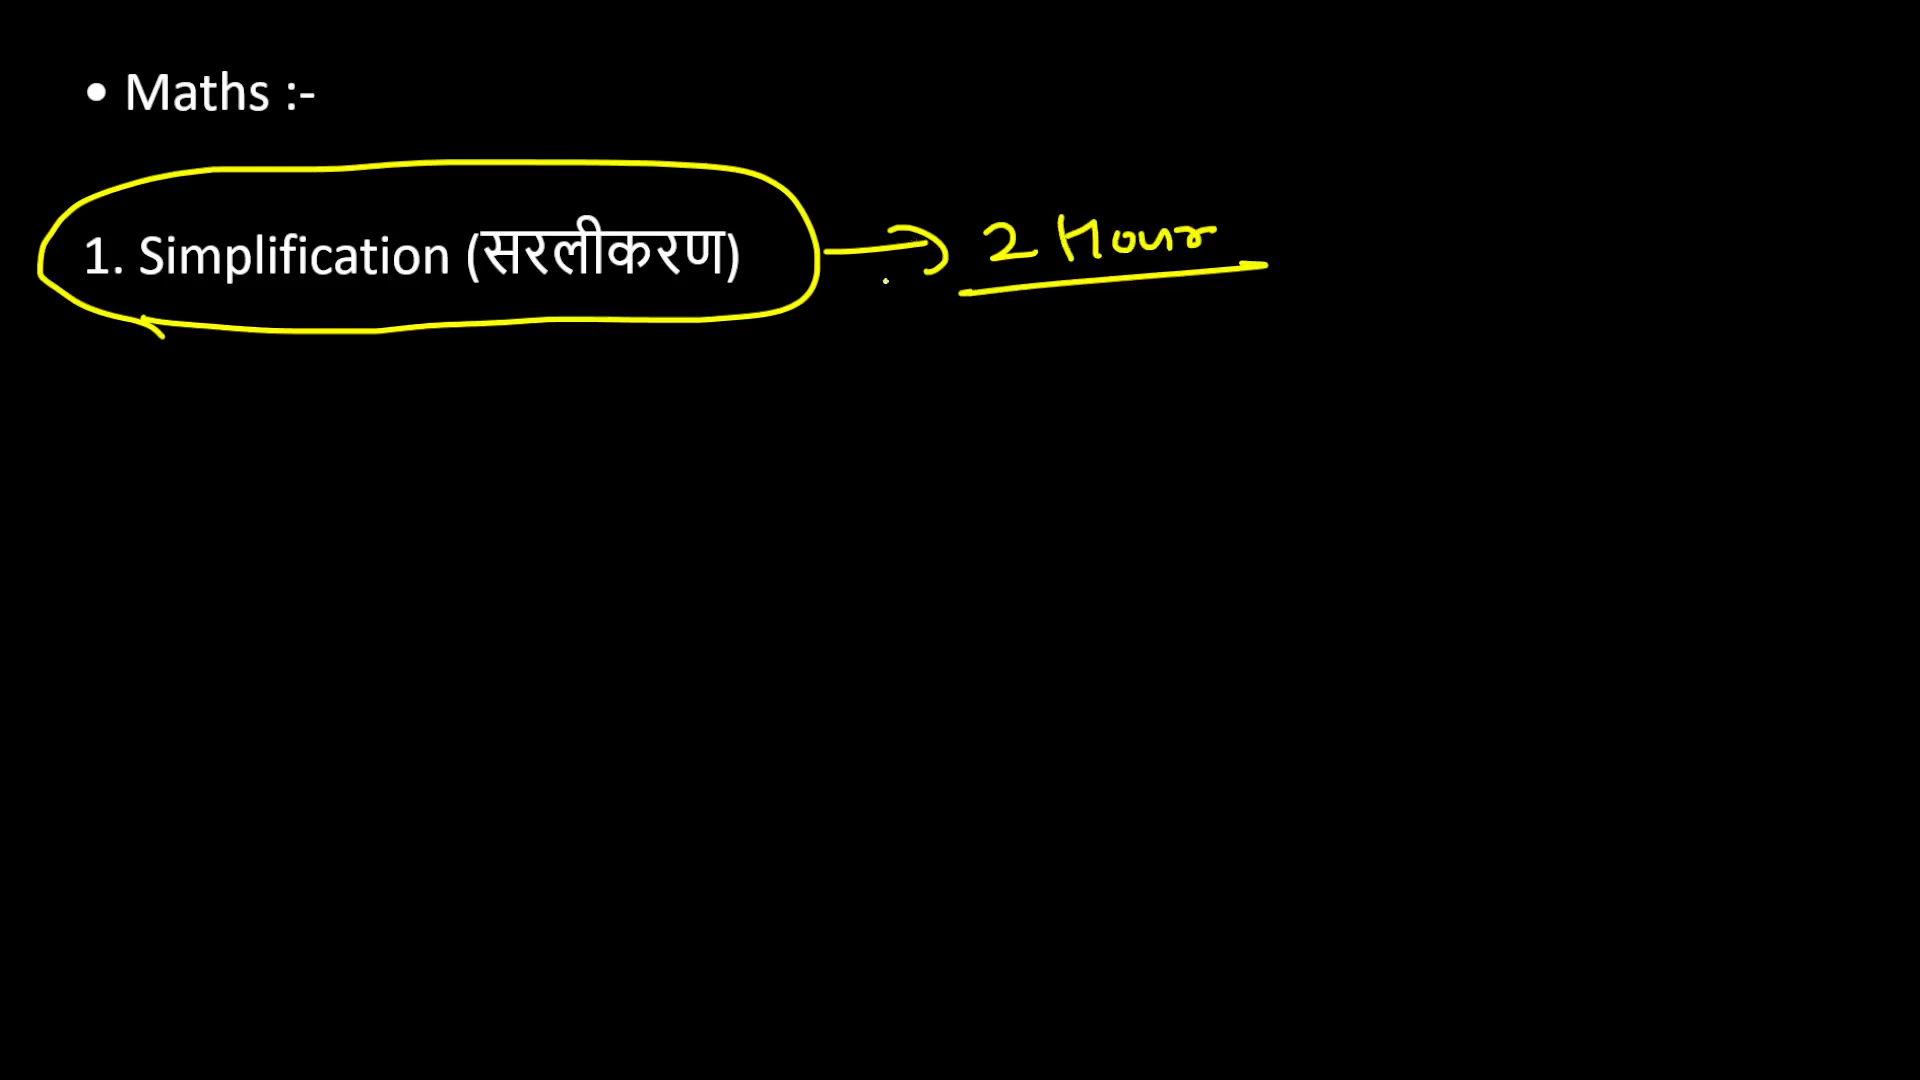 • Maths :-
1. Simplification (सरलीकरण) → 2 Hour